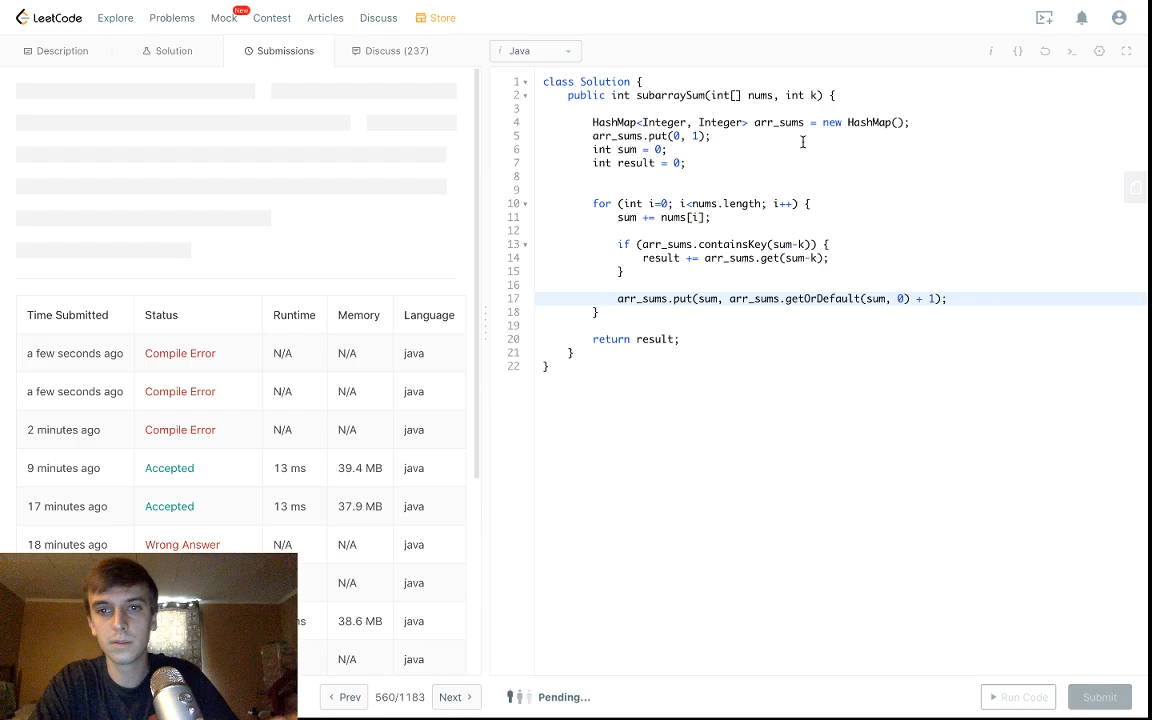 LeetCode Explore Problems Mock New Contest Articles Discuss Store
Description Solution Submissions Discuss (237)
i Java
Time Submitted Status Runtime Memory Language
a few seconds ago Compile Error N/A N/A java
a few seconds ago Compile Error N/A N/A java
2 minutes ago Compile Error N/A N/A java
9 minutes ago Accepted 13 ms 39.4 MB java
17 minutes ago Accepted 13 ms 37.9 MB java
18 minutes ago Wrong Answer N/A N/A java
N/A java
ms 38.6 MB java
N/A java
Prev 560/1183 Next
1 class Solution {
2 public int subarraySum(int[] nums, int k) {
3
4 HashMap<Integer, Integer> arr_sums = new HashMap();
5 arr_sums.put(0, 1);
6 int sum = 0;
7 int result = 0;
8
9
10 for (int i=0; i<nums.length; i++) {
11 sum += nums[i];
12
13 if (arr_sums.containsKey(sum-k)) {
14 result += arr_sums.get(sum-k);
15 }
16
17 arr_sums.put(sum, arr_sums.getOrDefault(sum, 0) + 1);
18 }
19
20 return result;
21 }
22 }
Pending...
Run Code Submit